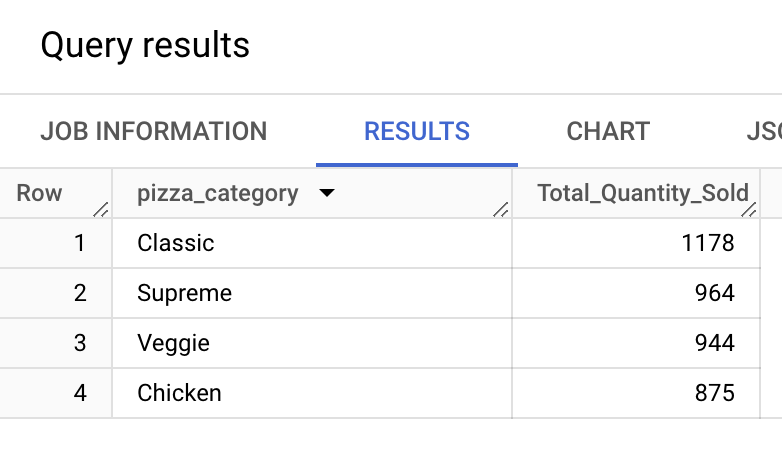 Query results
JOB INFORMATION RESULTS CHART JSO
Row pizza_category Total_Quantity_Sold
1 Classic 1178
2 Supreme 964
3 Veggie 944
4 Chicken 875